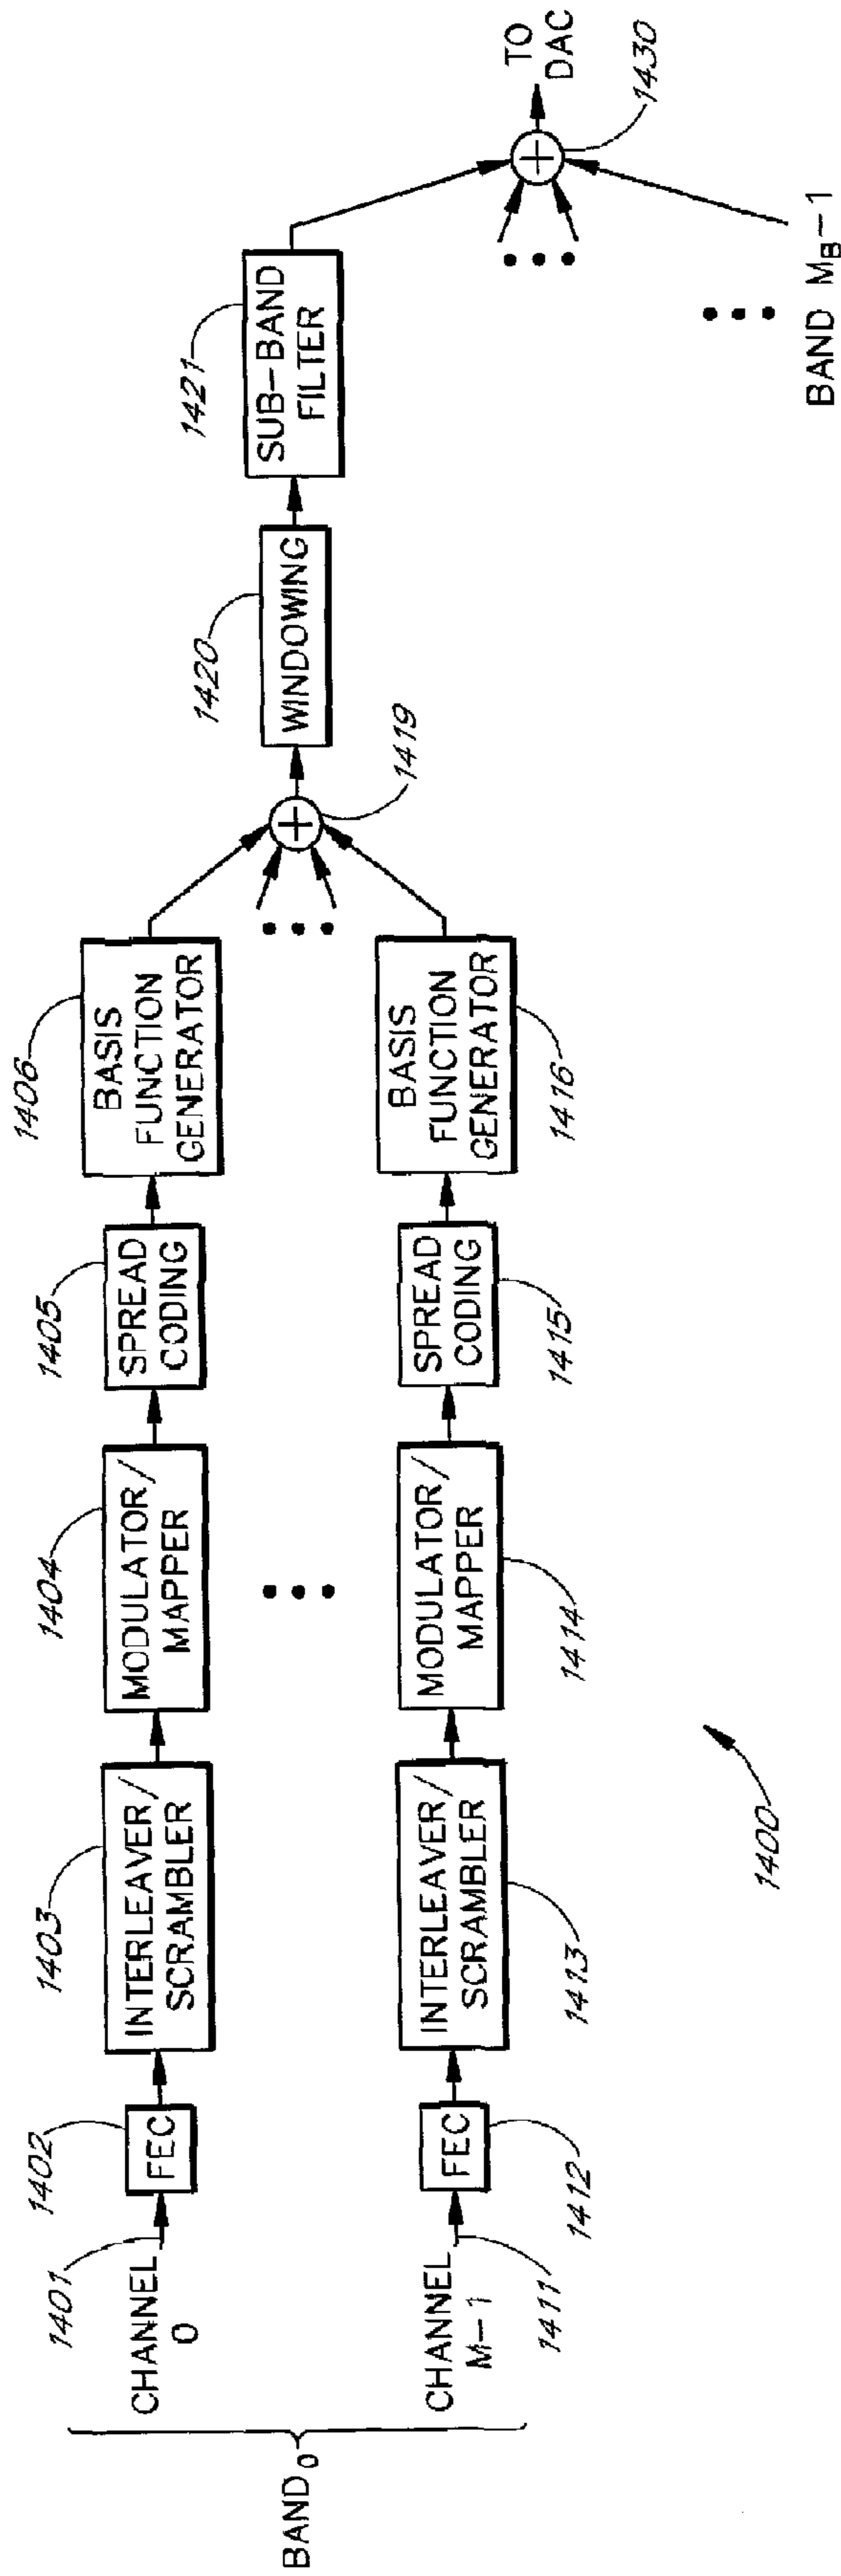 BAND0
CHANNEL
0
1401
FEC
1402
INTERLEAVER/
SCRAMBLER
1403
MODULATOR/
MAPPER
1404
SPREAD
CODING
1405
BASIS
FUNCTION
GENERATOR
1406
CHANNEL
M-1
1411
FEC
1412
INTERLEAVER/
SCRAMBLER
1413
MODULATOR/
MAPPER
1414
SPREAD
CODING
1415
BASIS
FUNCTION
GENERATOR
1416
+
1419
WINDOWING
1420
SUB-BAND
FILTER
1421
+
1430
TO
DAC
BAND MB-1
1400